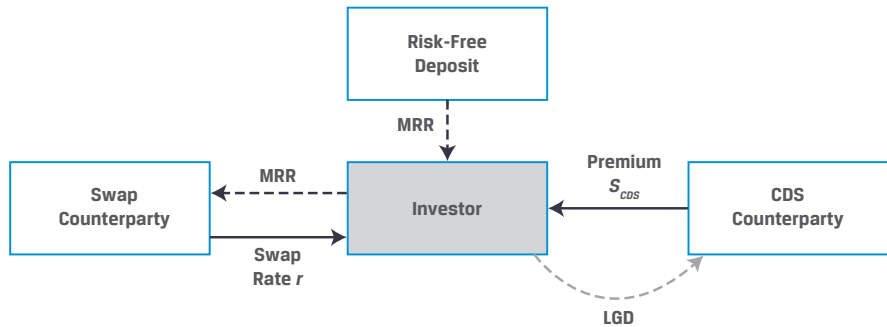 Risk-Free
Deposit
MRR
Swap
Counterparty
MRR
Swap
Rate r
Investor
Premium
S_CDS
CDS
Counterparty
LGD